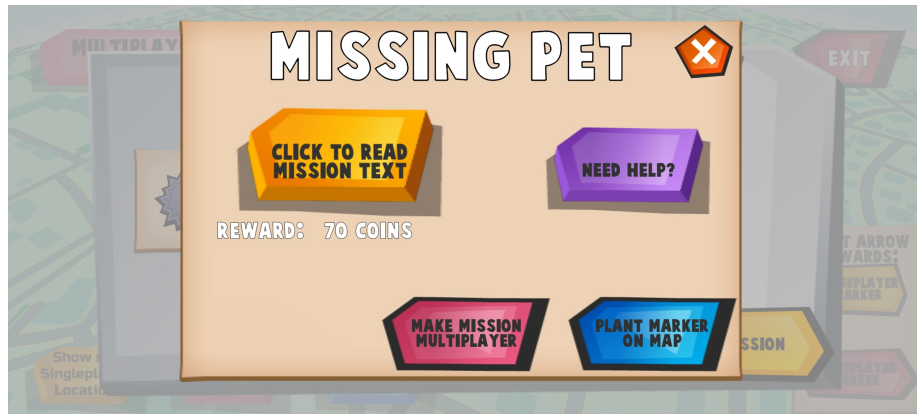 MISSING PET
EXIT
CLICK TO READ
MISSION TEXT
NEED HELP?
REWARD: 70 COINS
MAKE MISSION
MULTIPLAYER
PLANT MARKER
ON MAP
Show